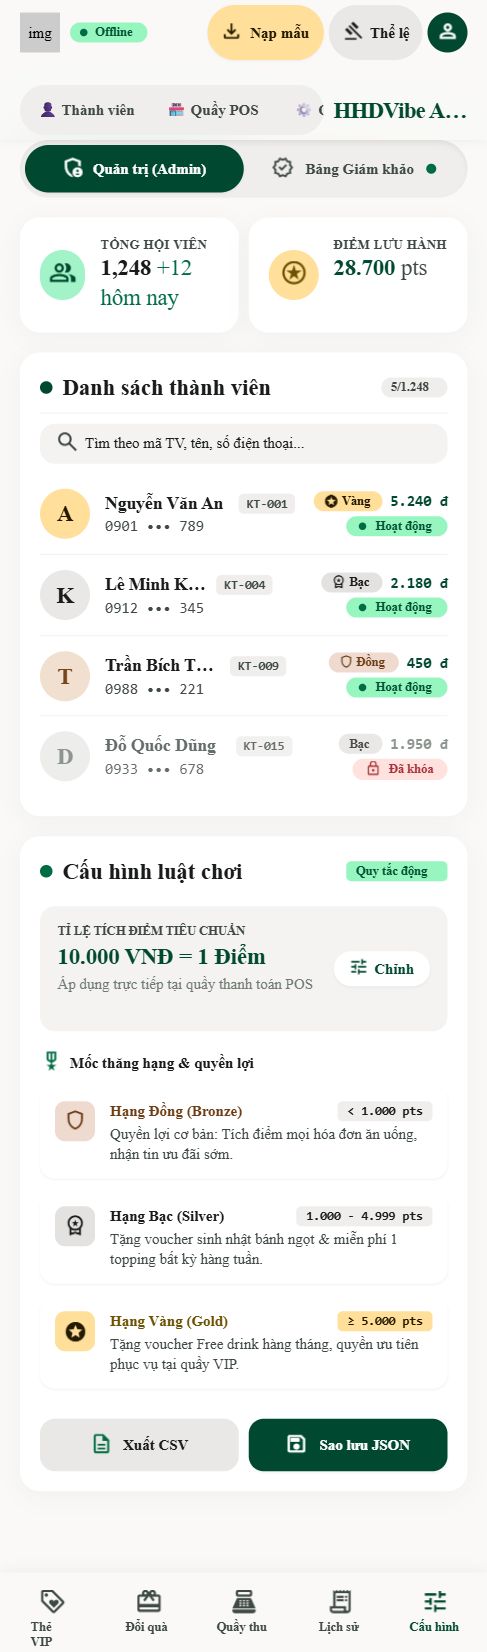 img
Offline
Nạp mẫu
Thể lệ
Thành viên
Quầy POS
HHDVibe A…
Quản trị (Admin)
Bảng Giám khảo
TỔNG HỘI VIÊN
1,248 +12
hôm nay
ĐIỂM LƯU HÀNH
28.700 pts
Danh sách thành viên
5/1.248
Tìm theo mã TV, tên, số điện thoại...
A
Nguyễn Văn An
KT-001
Vàng
5.240 đ
0901 ••• 789
Hoạt động
K
Lê Minh K…
KT-004
Bạc
2.180 đ
0912 ••• 345
Hoạt động
T
Trần Bích T…
KT-009
Đồng
450 đ
0988 ••• 221
Hoạt động
D
Đỗ Quốc Dũng
KT-015
Bạc
1.950 đ
0933 ••• 678
Đã khóa
Cấu hình luật chơi
Quy tắc động
TỈ LỆ TÍCH ĐIỂM TIÊU CHUẨN
10.000 VNĐ = 1 Điểm
Áp dụng trực tiếp tại quầy thanh toán POS
Chỉnh
Mốc thăng hạng & quyền lợi
Hạng Đồng (Bronze)
< 1.000 pts
Quyền lợi cơ bản: Tích điểm mọi hóa đơn ăn uống,
nhận tin ưu đãi sớm.
Hạng Bạc (Silver)
1.000 - 4.999 pts
Tặng voucher sinh nhật bánh ngọt & miễn phí 1
topping bất kỳ hàng tuần.
Hạng Vàng (Gold)
≥ 5.000 pts
Tặng voucher Free drink hàng tháng, quyền ưu tiên
phục vụ tại quầy VIP.
Xuất CSV
Sao lưu JSON
Thẻ
VIP
Đổi quà
Quầy thu
Lịch sử
Cấu hình